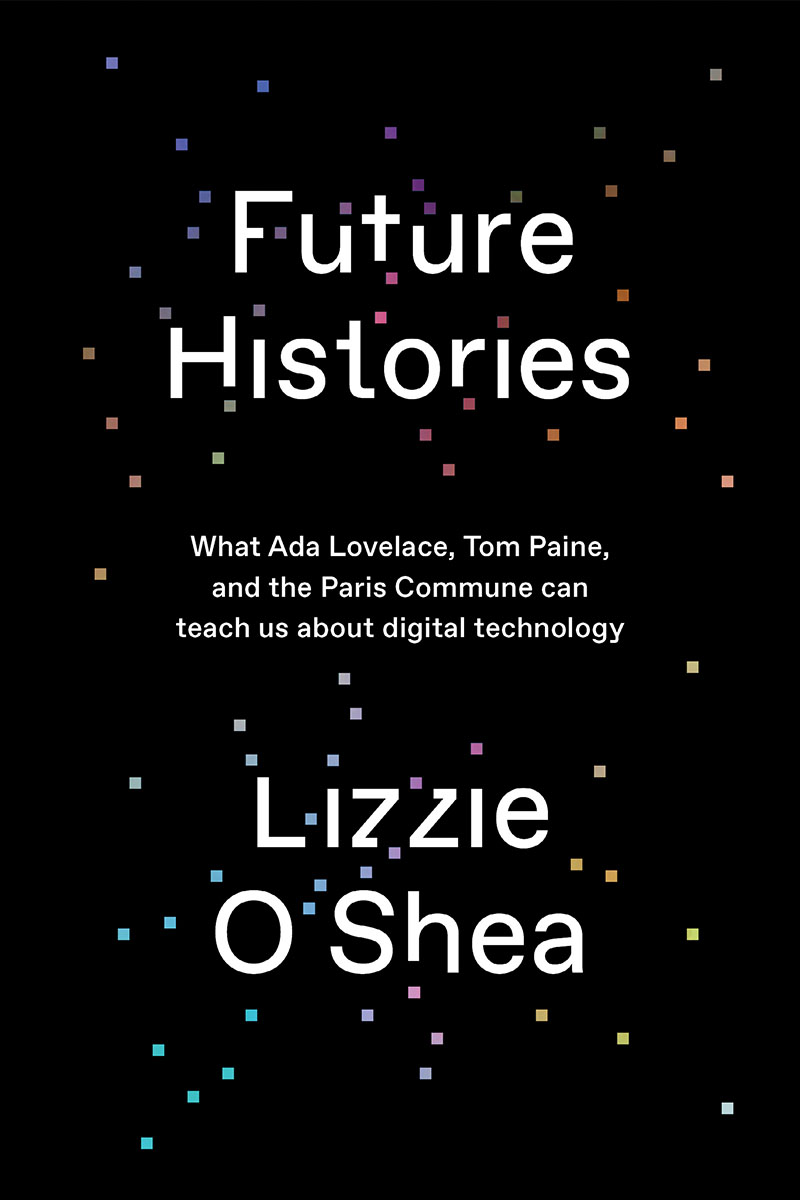 Future
Histories
What Ada Lovelace, Tom Paine,
and the Paris Commune can
teach us about digital technology
Lizzie
O Shea